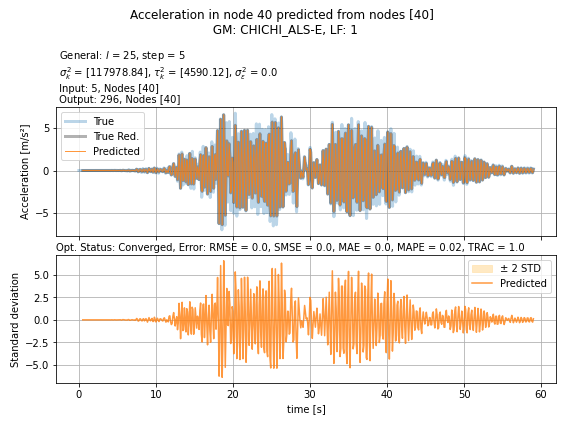 Acceleration in node 40 predicted from nodes [40]
GM: CHICHI_ALS-E, LF: 1
General: l = 25, step = 5
σ²ₖ = [117978.84], τ²ₖ = [4590.12], σ²ₑ = 0.0
Input: 5, Nodes [40]
Output: 296, Nodes [40]
Acceleration [m/s²]
5
0
−5
True
True Red.
Predicted
Opt. Status: Converged, Error: RMSE = 0.0, SMSE = 0.0, MAE = 0.0, MAPE = 0.02, TRAC = 1.0
Standard deviation
5.0
2.5
0.0
−2.5
−5.0
± 2 STD
Predicted
0 10 20 30 40 50 60
time [s]